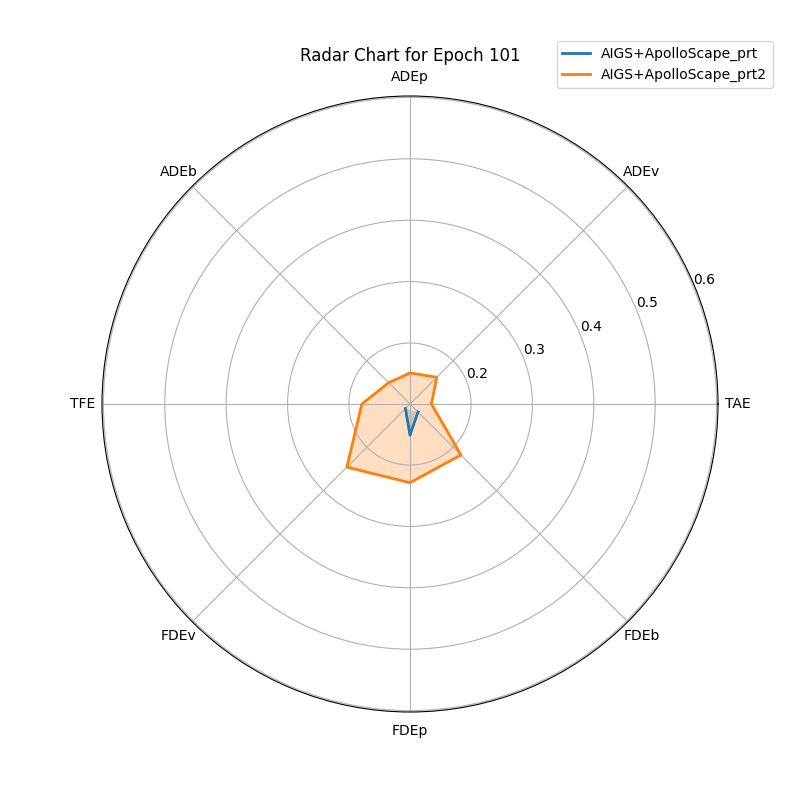 Radar Chart for Epoch 101
AIGS+ApolloScape_prt
AIGS+ApolloScape_prt2
ADEp
ADEb
ADEv
0.6
0.5
0.4
0.3
0.2
TFE
TAE
FDEv
FDEb
FDEp